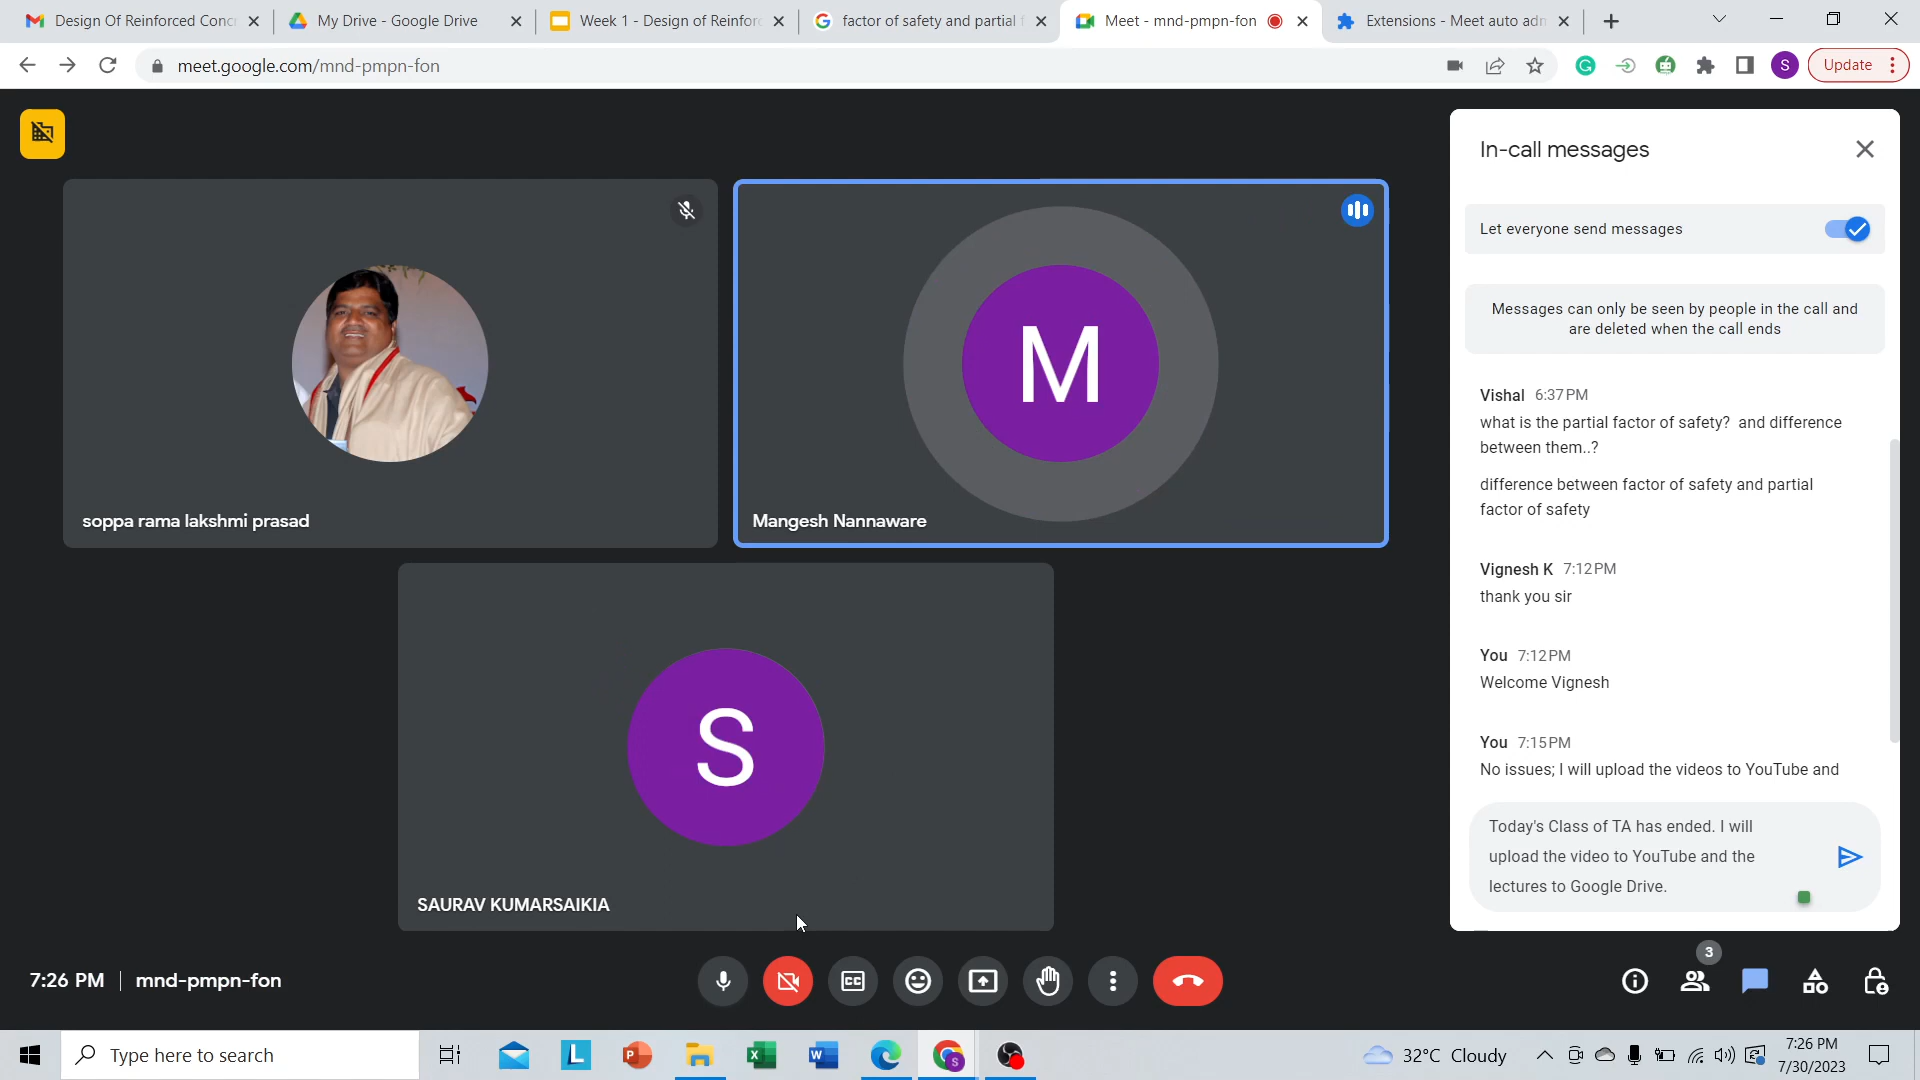 Design Of Reinforced Conc
My Drive - Google Drive
Week 1 - Design of Reinforc
factor of safety and partial f
Meet - mnd-pmpn-fon
Extensions - Meet auto adm
meet.google.com/mnd-pmpn-fon
S
Update
soppa rama lakshmi prasad
M
Mangesh Nannaware
S
SAURAV KUMARSAIKIA
In-call messages
Let everyone send messages
Messages can only be seen by people in the call and
are deleted when the call ends
Vishal 6:37 PM
what is the partial factor of safety? and difference
between them..?
difference between factor of safety and partial
factor of safety
Vignesh K 7:12 PM
thank you sir
You 7:12 PM
Welcome Vignesh
You 7:15 PM
No issues; I will upload the videos to YouTube and
Today's Class of TA has ended. I will
upload the video to YouTube and the
lectures to Google Drive.
7:26 PM | mnd-pmpn-fon
3
Type here to search
32°C Cloudy
7:26 PM
7/30/2023